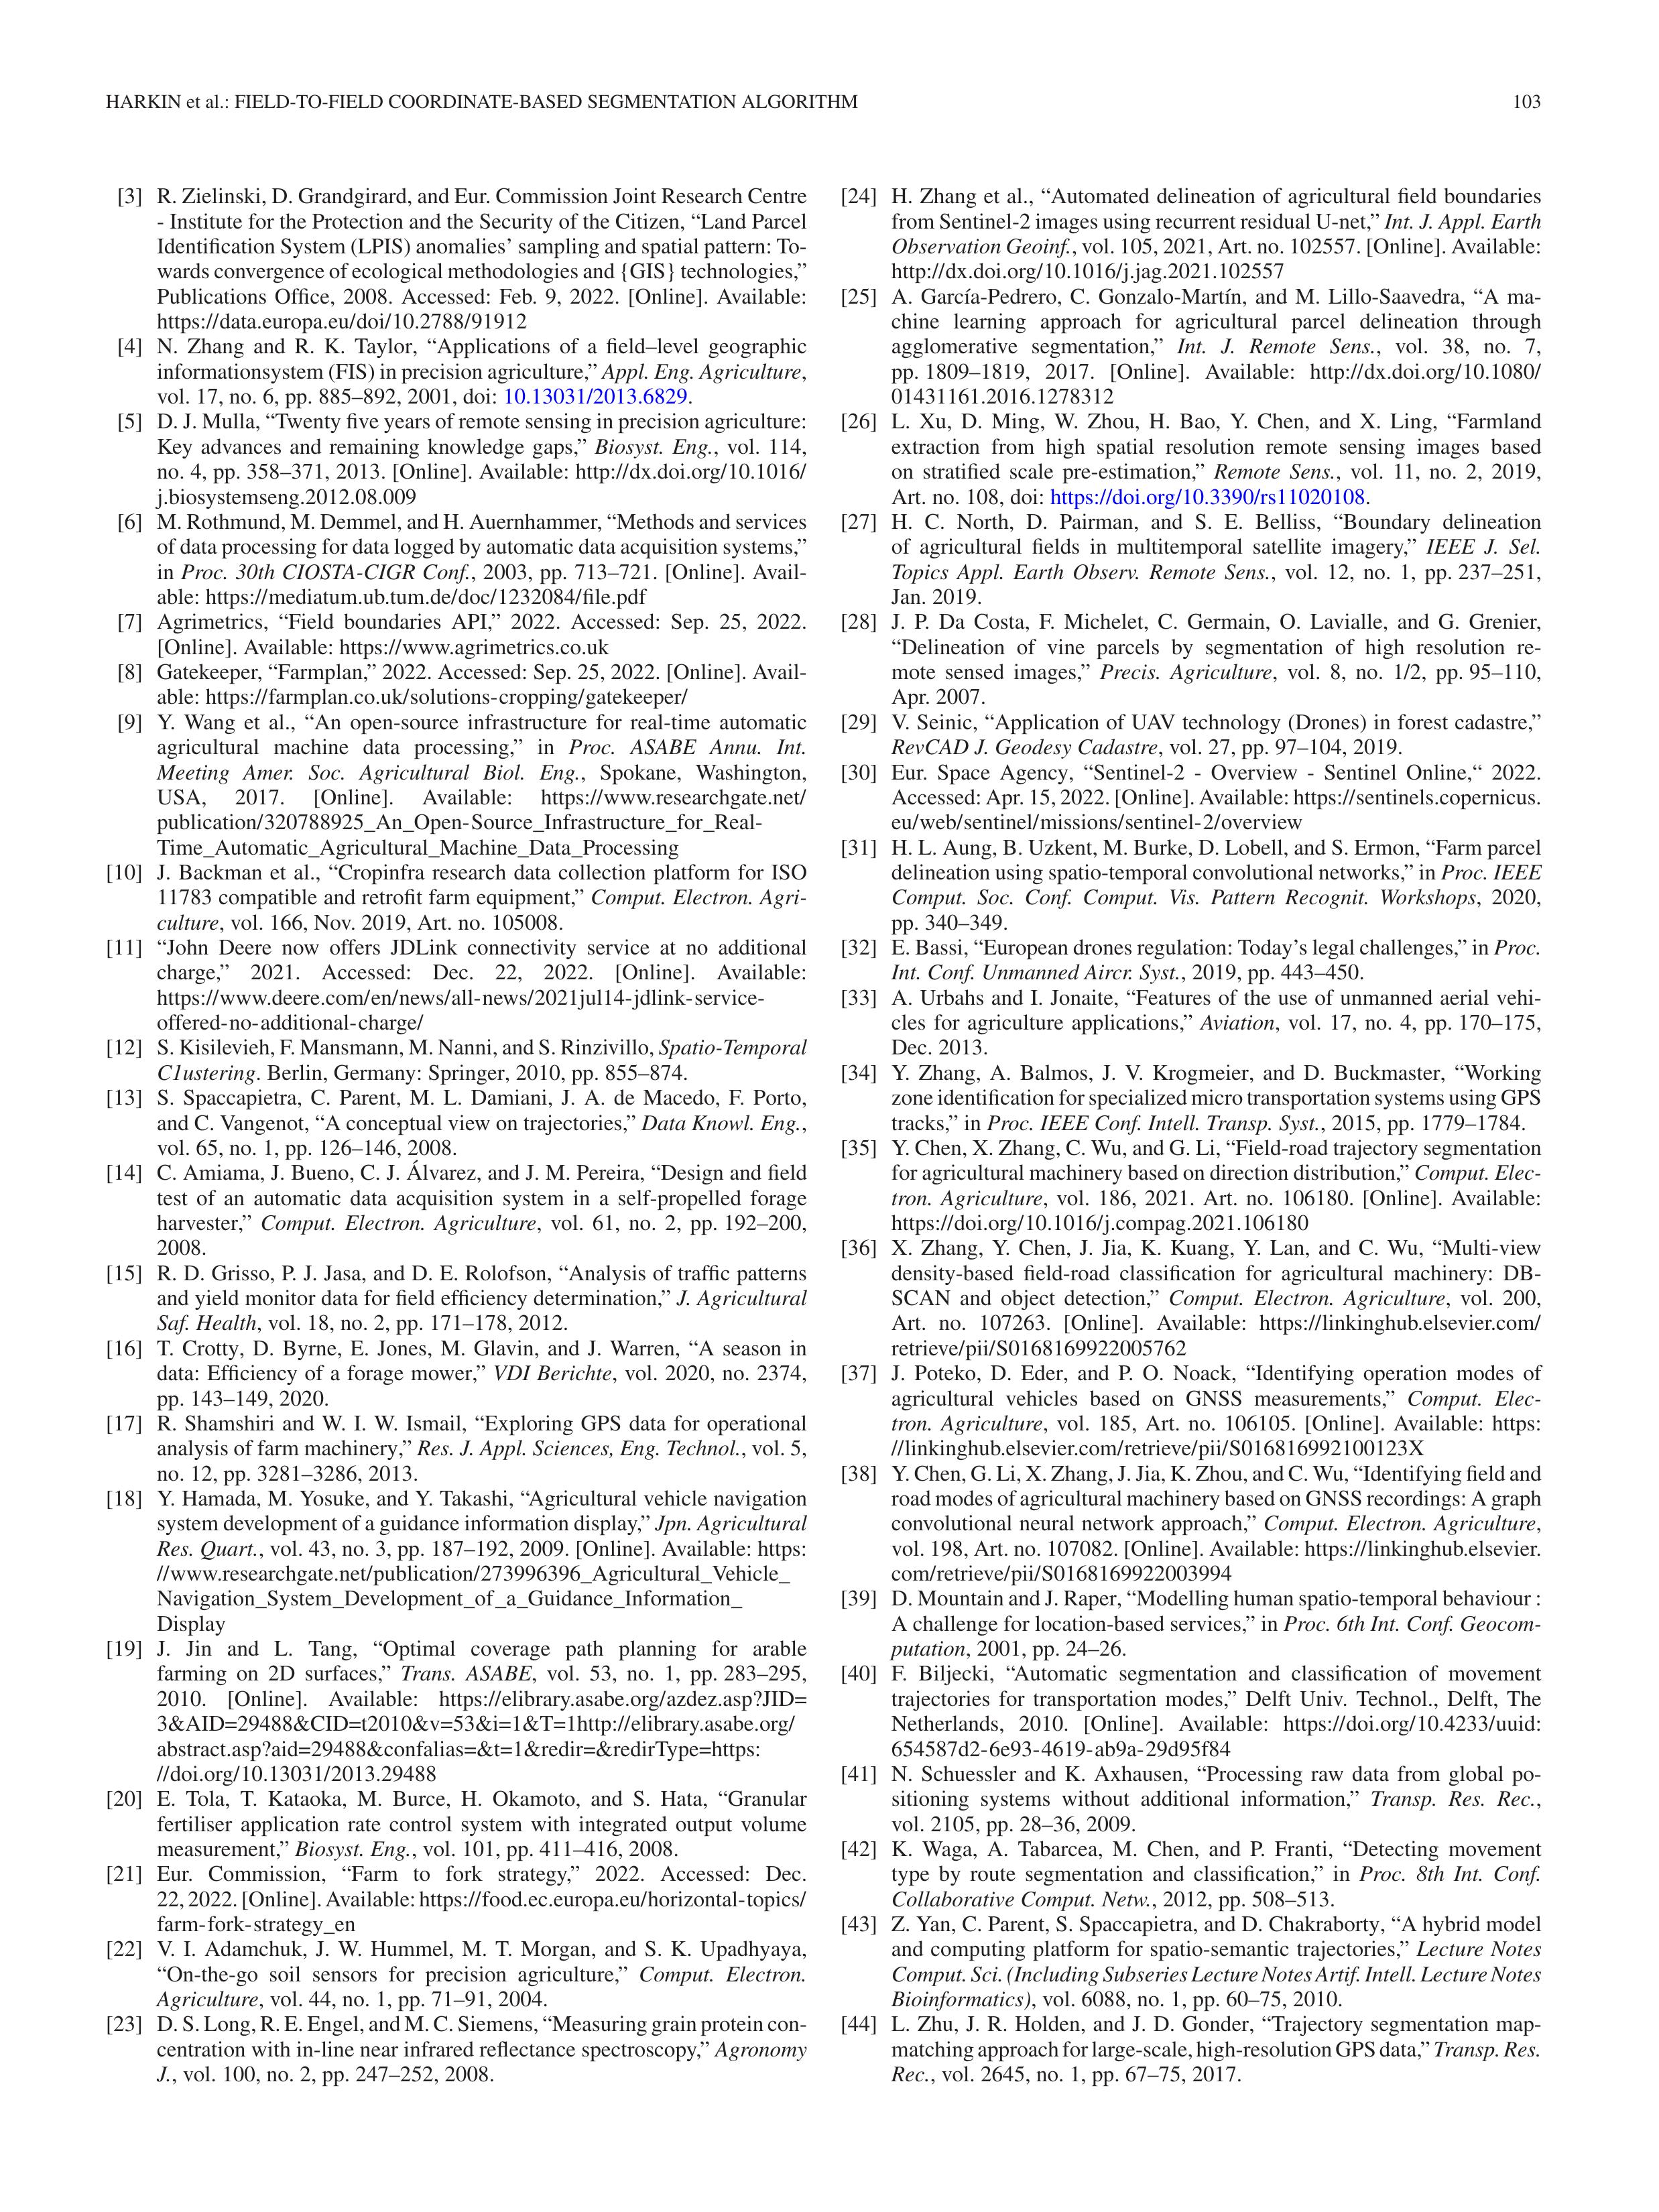 HARKIN et al.: FIELD-TO-FIELD COORDINATE-BASED SEGMENTATION ALGORITHM 103
[3] R. Zielinski, D. Grandgirard, and Eur. Commission Joint Research Centre
- Institute for the Protection and the Security of the Citizen, “Land Parcel
Identification System (LPIS) anomalies’ sampling and spatial pattern: To-
wards convergence of ecological methodologies and {GIS} technologies,”
Publications Office, 2008. Accessed: Feb. 9, 2022. [Online]. Available:
https://data.europa.eu/doi/10.2788/91912
[4] N. Zhang and R. K. Taylor, “Applications of a field–level geographic
informationsystem (FIS) in precision agriculture,” Appl. Eng. Agriculture,
vol. 17, no. 6, pp. 885–892, 2001, doi: 10.13031/2013.6829.
[5] D. J. Mulla, “Twenty five years of remote sensing in precision agriculture:
Key advances and remaining knowledge gaps,” Biosyst. Eng., vol. 114,
no. 4, pp. 358–371, 2013. [Online]. Available: http://dx.doi.org/10.1016/
j.biosystemseng.2012.08.009
[6] M. Rothmund, M. Demmel, and H. Auernhammer, “Methods and services
of data processing for data logged by automatic data acquisition systems,”
in Proc. 30th CIOSTA-CIGR Conf., 2003, pp. 713–721. [Online]. Avail-
able: https://mediatum.ub.tum.de/doc/1232084/file.pdf
[7] Agrimetrics, “Field boundaries API,” 2022. Accessed: Sep. 25, 2022.
[Online]. Available: https://www.agrimetrics.co.uk
[8] Gatekeeper, “Farmplan,” 2022. Accessed: Sep. 25, 2022. [Online]. Avail-
able: https://farmplan.co.uk/solutions-cropping/gatekeeper/
[9] Y. Wang et al., “An open-source infrastructure for real-time automatic
agricultural machine data processing,” in Proc. ASABE Annu. Int.
Meeting Amer. Soc. Agricultural Biol. Eng., Spokane, Washington,
USA, 2017. [Online]. Available: https://www.researchgate.net/
publication/320788925_An_Open-Source_Infrastructure_for_Real-
Time_Automatic_Agricultural_Machine_Data_Processing
[10] J. Backman et al., “Cropinfra research data collection platform for ISO
11783 compatible and retrofit farm equipment,” Comput. Electron. Agri-
culture, vol. 166, Nov. 2019, Art. no. 105008.
[11] “John Deere now offers JDLink connectivity service at no additional
charge,” 2021. Accessed: Dec. 22, 2022. [Online]. Available:
https://www.deere.com/en/news/all-news/2021jul14-jdlink-service-
offered-no-additional-charge/
[12] S. Kisilevieh, F. Mansmann, M. Nanni, and S. Rinzivillo, Spatio-Temporal
C1ustering. Berlin, Germany: Springer, 2010, pp. 855–874.
[13] S. Spaccapietra, C. Parent, M. L. Damiani, J. A. de Macedo, F. Porto,
and C. Vangenot, “A conceptual view on trajectories,” Data Knowl. Eng.,
vol. 65, no. 1, pp. 126–146, 2008.
[14] C. Amiama, J. Bueno, C. J. Álvarez, and J. M. Pereira, “Design and field
test of an automatic data acquisition system in a self-propelled forage
harvester,” Comput. Electron. Agriculture, vol. 61, no. 2, pp. 192–200,
2008.
[15] R. D. Grisso, P. J. Jasa, and D. E. Rolofson, “Analysis of traffic patterns
and yield monitor data for field efficiency determination,” J. Agricultural
Saf. Health, vol. 18, no. 2, pp. 171–178, 2012.
[16] T. Crotty, D. Byrne, E. Jones, M. Glavin, and J. Warren, “A season in
data: Efficiency of a forage mower,” VDI Berichte, vol. 2020, no. 2374,
pp. 143–149, 2020.
[17] R. Shamshiri and W. I. W. Ismail, “Exploring GPS data for operational
analysis of farm machinery,” Res. J. Appl. Sciences, Eng. Technol., vol. 5,
no. 12, pp. 3281–3286, 2013.
[18] Y. Hamada, M. Yosuke, and Y. Takashi, “Agricultural vehicle navigation
system development of a guidance information display,” Jpn. Agricultural
Res. Quart., vol. 43, no. 3, pp. 187–192, 2009. [Online]. Available: https:
//www.researchgate.net/publication/273996396_Agricultural_Vehicle_
Navigation_System_Development_of_a_Guidance_Information_
Display
[19] J. Jin and L. Tang, “Optimal coverage path planning for arable
farming on 2D surfaces,” Trans. ASABE, vol. 53, no. 1, pp. 283–295,
2010. [Online]. Available: https://elibrary.asabe.org/azdez.asp?JID=
3&AID=29488&CID=t2010&v=53&i=1&T=1http://elibrary.asabe.org/
abstract.asp?aid=29488&confalias=&t=1&redir=&redirType=https:
//doi.org/10.13031/2013.29488
[20] E. Tola, T. Kataoka, M. Burce, H. Okamoto, and S. Hata, “Granular
fertiliser application rate control system with integrated output volume
measurement,” Biosyst. Eng., vol. 101, pp. 411–416, 2008.
[21] Eur. Commission, “Farm to fork strategy,” 2022. Accessed: Dec.
22, 2022. [Online]. Available: https://food.ec.europa.eu/horizontal-topics/
farm-fork-strategy_en
[22] V. I. Adamchuk, J. W. Hummel, M. T. Morgan, and S. K. Upadhyaya,
“On-the-go soil sensors for precision agriculture,” Comput. Electron.
Agriculture, vol. 44, no. 1, pp. 71–91, 2004.
[23] D. S. Long, R. E. Engel, and M. C. Siemens, “Measuring grain protein con-
centration with in-line near infrared reflectance spectroscopy,” Agronomy
J., vol. 100, no. 2, pp. 247–252, 2008.
[24] H. Zhang et al., “Automated delineation of agricultural field boundaries
from Sentinel-2 images using recurrent residual U-net,” Int. J. Appl. Earth
Observation Geoinf., vol. 105, 2021, Art. no. 102557. [Online]. Available:
http://dx.doi.org/10.1016/j.jag.2021.102557
[25] A. García-Pedrero, C. Gonzalo-Martín, and M. Lillo-Saavedra, “A ma-
chine learning approach for agricultural parcel delineation through
agglomerative segmentation,” Int. J. Remote Sens., vol. 38, no. 7,
pp. 1809–1819, 2017. [Online]. Available: http://dx.doi.org/10.1080/
01431161.2016.1278312
[26] L. Xu, D. Ming, W. Zhou, H. Bao, Y. Chen, and X. Ling, “Farmland
extraction from high spatial resolution remote sensing images based
on stratified scale pre-estimation,” Remote Sens., vol. 11, no. 2, 2019,
Art. no. 108, doi: https://doi.org/10.3390/rs11020108.
[27] H. C. North, D. Pairman, and S. E. Belliss, “Boundary delineation
of agricultural fields in multitemporal satellite imagery,” IEEE J. Sel.
Topics Appl. Earth Observ. Remote Sens., vol. 12, no. 1, pp. 237–251,
Jan. 2019.
[28] J. P. Da Costa, F. Michelet, C. Germain, O. Lavialle, and G. Grenier,
“Delineation of vine parcels by segmentation of high resolution re-
mote sensed images,” Precis. Agriculture, vol. 8, no. 1/2, pp. 95–110,
Apr. 2007.
[29] V. Seinic, “Application of UAV technology (Drones) in forest cadastre,”
RevCAD J. Geodesy Cadastre, vol. 27, pp. 97–104, 2019.
[30] Eur. Space Agency, “Sentinel-2 - Overview - Sentinel Online,“ 2022.
Accessed: Apr. 15, 2022. [Online]. Available: https://sentinels.copernicus.
eu/web/sentinel/missions/sentinel-2/overview
[31] H. L. Aung, B. Uzkent, M. Burke, D. Lobell, and S. Ermon, “Farm parcel
delineation using spatio-temporal convolutional networks,” in Proc. IEEE
Comput. Soc. Conf. Comput. Vis. Pattern Recognit. Workshops, 2020,
pp. 340–349.
[32] E. Bassi, “European drones regulation: Today’s legal challenges,” in Proc.
Int. Conf. Unmanned Aircr. Syst., 2019, pp. 443–450.
[33] A. Urbahs and I. Jonaite, “Features of the use of unmanned aerial vehi-
cles for agriculture applications,” Aviation, vol. 17, no. 4, pp. 170–175,
Dec. 2013.
[34] Y. Zhang, A. Balmos, J. V. Krogmeier, and D. Buckmaster, “Working
zone identification for specialized micro transportation systems using GPS
tracks,” in Proc. IEEE Conf. Intell. Transp. Syst., 2015, pp. 1779–1784.
[35] Y. Chen, X. Zhang, C. Wu, and G. Li, “Field-road trajectory segmentation
for agricultural machinery based on direction distribution,” Comput. Elec-
tron. Agriculture, vol. 186, 2021. Art. no. 106180. [Online]. Available:
https://doi.org/10.1016/j.compag.2021.106180
[36] X. Zhang, Y. Chen, J. Jia, K. Kuang, Y. Lan, and C. Wu, “Multi-view
density-based field-road classification for agricultural machinery: DB-
SCAN and object detection,” Comput. Electron. Agriculture, vol. 200,
Art. no. 107263. [Online]. Available: https://linkinghub.elsevier.com/
retrieve/pii/S0168169922005762
[37] J. Poteko, D. Eder, and P. O. Noack, “Identifying operation modes of
agricultural vehicles based on GNSS measurements,” Comput. Elec-
tron. Agriculture, vol. 185, Art. no. 106105. [Online]. Available: https:
//linkinghub.elsevier.com/retrieve/pii/S016816992100123X
[38] Y. Chen, G. Li, X. Zhang, J. Jia, K. Zhou, and C. Wu, “Identifying field and
road modes of agricultural machinery based on GNSS recordings: A graph
convolutional neural network approach,” Comput. Electron. Agriculture,
vol. 198, Art. no. 107082. [Online]. Available: https://linkinghub.elsevier.
com/retrieve/pii/S0168169922003994
[39] D. Mountain and J. Raper, “Modelling human spatio-temporal behaviour :
A challenge for location-based services,” in Proc. 6th Int. Conf. Geocom-
putation, 2001, pp. 24–26.
[40] F. Biljecki, “Automatic segmentation and classification of movement
trajectories for transportation modes,” Delft Univ. Technol., Delft, The
Netherlands, 2010. [Online]. Available: https://doi.org/10.4233/uuid:
654587d2-6e93-4619-ab9a-29d95f84
[41] N. Schuessler and K. Axhausen, “Processing raw data from global po-
sitioning systems without additional information,” Transp. Res. Rec.,
vol. 2105, pp. 28–36, 2009.
[42] K. Waga, A. Tabarcea, M. Chen, and P. Franti, “Detecting movement
type by route segmentation and classification,” in Proc. 8th Int. Conf.
Collaborative Comput. Netw., 2012, pp. 508–513.
[43] Z. Yan, C. Parent, S. Spaccapietra, and D. Chakraborty, “A hybrid model
and computing platform for spatio-semantic trajectories,” Lecture Notes
Comput. Sci. (Including Subseries Lecture Notes Artif. Intell. Lecture Notes
Bioinformatics), vol. 6088, no. 1, pp. 60–75, 2010.
[44] L. Zhu, J. R. Holden, and J. D. Gonder, “Trajectory segmentation map-
matching approach for large-scale, high-resolution GPS data,” Transp. Res.
Rec., vol. 2645, no. 1, pp. 67–75, 2017.